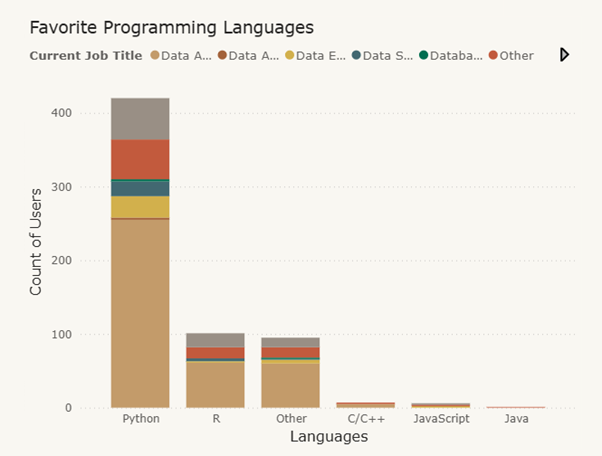 Favorite Programming Languages
Current Job Title Data A... Data A... Data E... Data S... Databa... Other
Count of Users
400
300
200
100
0
Python R Other C/C++ JavaScript Java
Languages